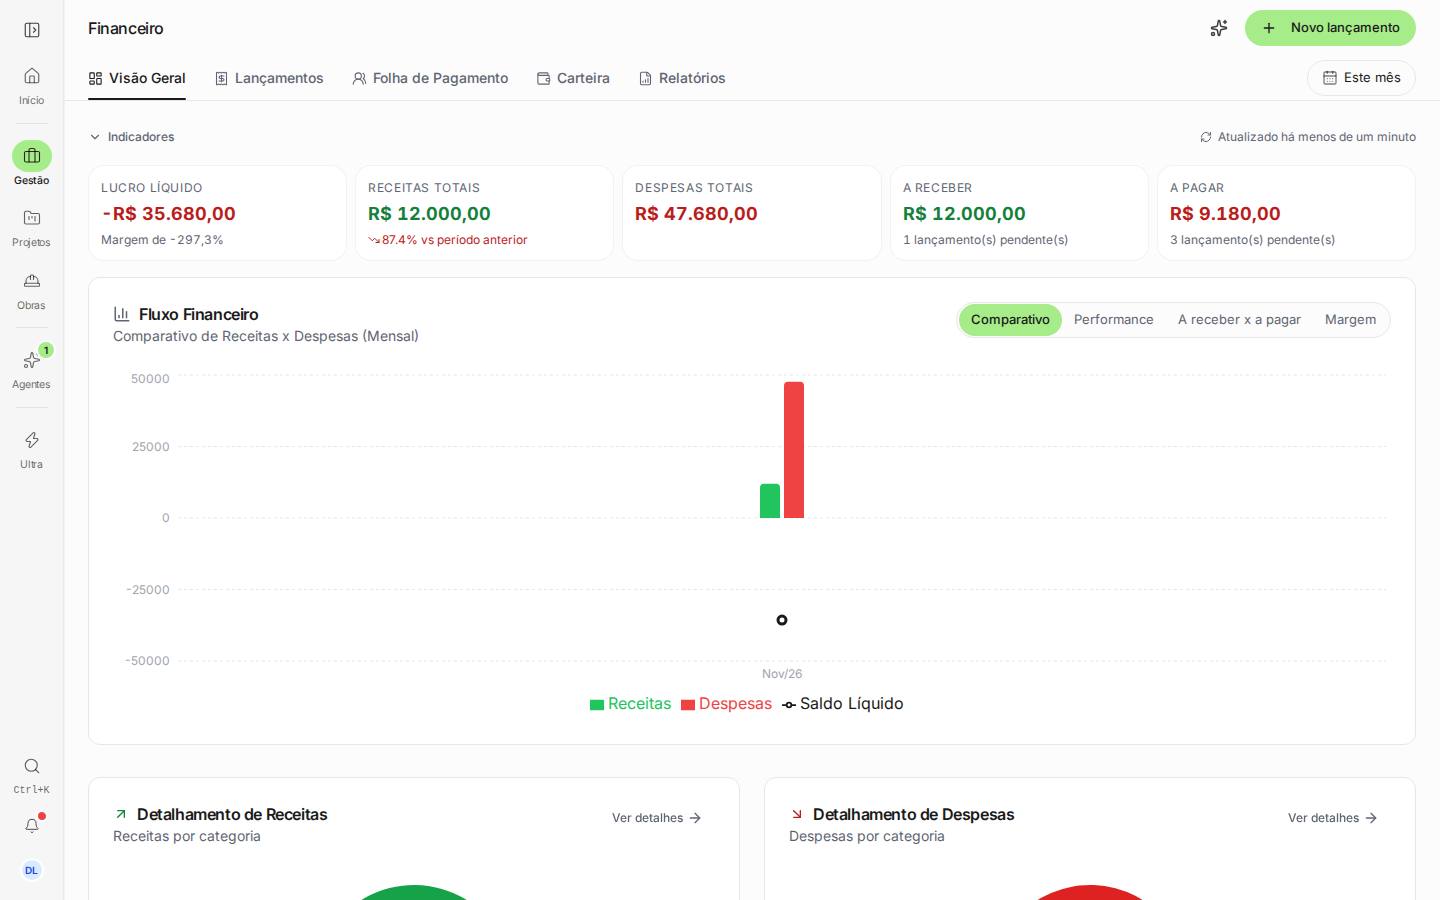 Financeiro
Novo lançamento
Início
Gestão
Projetos
Obras
1
Agentes
Ultra
Ctrl+K
DL
Visão Geral
Lançamentos
Folha de Pagamento
Carteira
Relatórios
Este mês
Indicadores
Atualizado há menos de um minuto
LUCRO LÍQUIDO
-R$ 35.680,00
Margem de -297,3%
RECEITAS TOTAIS
R$ 12.000,00
87.4% vs período anterior
DESPESAS TOTAIS
R$ 47.680,00
A RECEBER
R$ 12.000,00
1 lançamento(s) pendente(s)
A PAGAR
R$ 9.180,00
3 lançamento(s) pendente(s)
Fluxo Financeiro
Comparativo de Receitas x Despesas (Mensal)
Comparativo
Performance
A receber x a pagar
Margem
50000
25000
0
-25000
-50000
Nov/26
Receitas
Despesas
Saldo Líquido
Detalhamento de Receitas
Receitas por categoria
Ver detalhes
Detalhamento de Despesas
Despesas por categoria
Ver detalhes